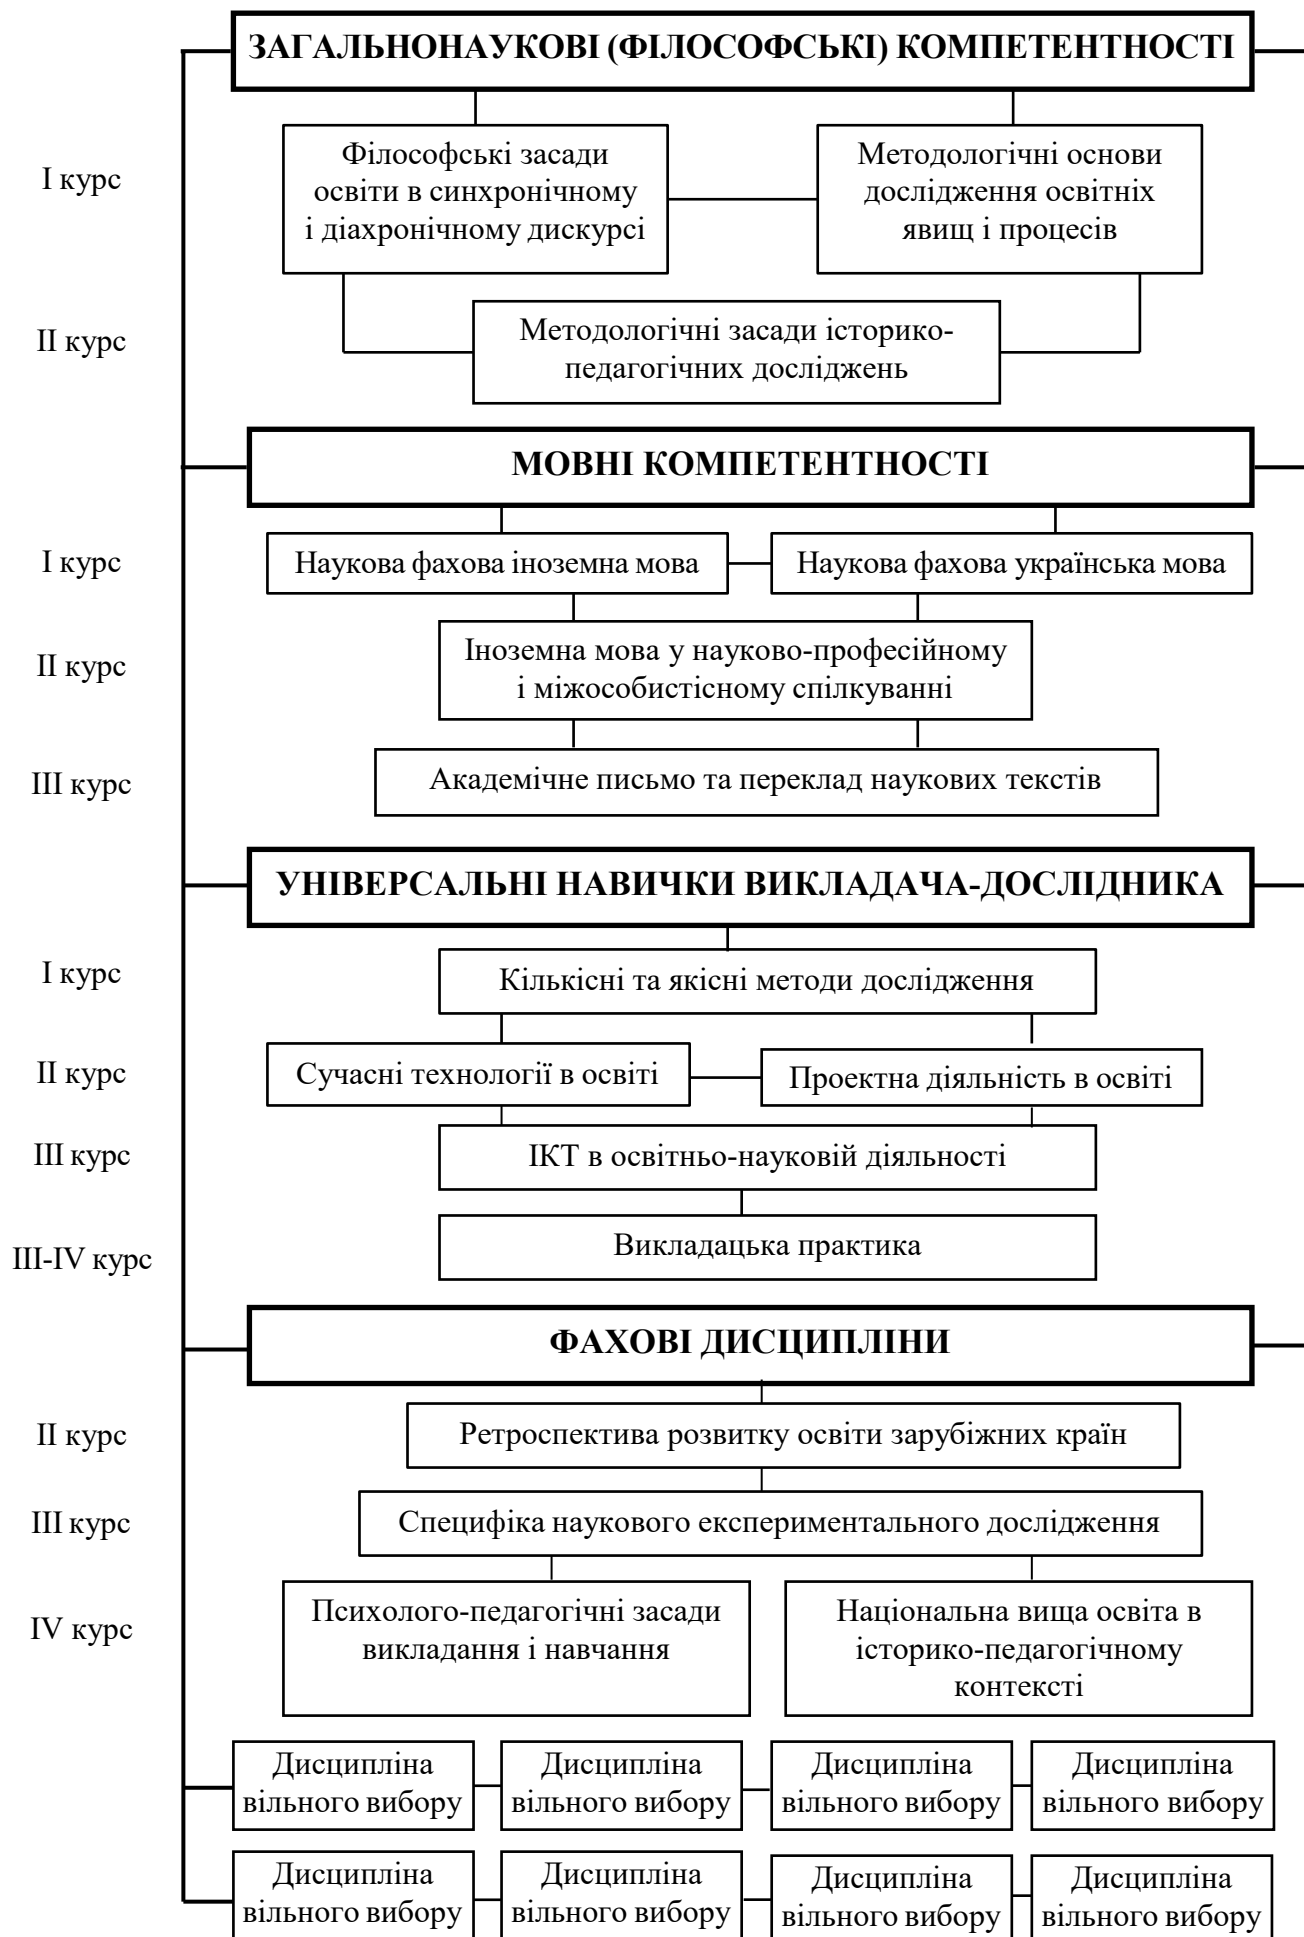 ЗАГАЛЬНОНАУКОВІ (ФІЛОСОФСЬКІ) КОМПЕТЕНТНОСТІ
І курс
Філософські засади
освіти в синхронічному
і діахронічному дискурсі
Методологічні основи
дослідження освітніх
явищ і процесів
ІІ курс
Методологічні засади історико-
педагогічних досліджень
МОВНІ КОМПЕТЕНТНОСТІ
І курс
Наукова фахова іноземна мова
Наукова фахова українська мова
ІІ курс
Іноземна мова у науково-професійному
і міжособистісному спілкуванні
ІІІ курс
Академічне письмо та переклад наукових текстів
УНІВЕРСАЛЬНІ НАВИЧКИ ВИКЛАДАЧА-ДОСЛІДНИКА
І курс
Кількісні та якісні методи дослідження
ІІ курс
Сучасні технології в освіті
Проектна діяльність в освіті
ІІІ курс
ІКТ в освітньо-науковій діяльності
ІІІ-IV курс
Викладацька практика
ФАХОВІ ДИСЦИПЛІНИ
ІІ курс
Ретроспектива розвитку освіти зарубіжних країн
ІІІ курс
Специфіка наукового експериментального дослідження
IV курс
Психолого-педагогічні засади
викладання і навчання
Національна вища освіта в
історико-педагогічному
контексті
Дисципліна
вільного вибору
Дисципліна
вільного вибору
Дисципліна
вільного вибору
Дисципліна
вільного вибору
Дисципліна
вільного вибору
Дисципліна
вільного вибору
Дисципліна
вільного вибору
Дисципліна
вільного вибору